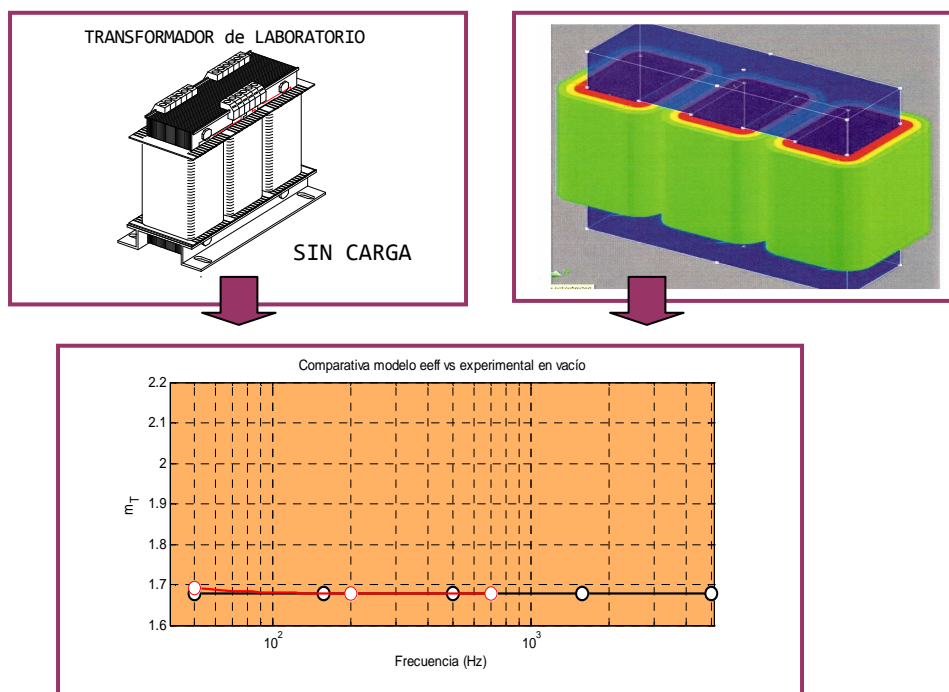 TRANSFORMADOR de LABORATORIO
SIN CARGA
Comparativa modelo eeff vs experimental en vacío
2.2
2.1
2
1.9
1.8
1.7
1.6
m_T
10^2
10^3
Frecuencia (Hz)